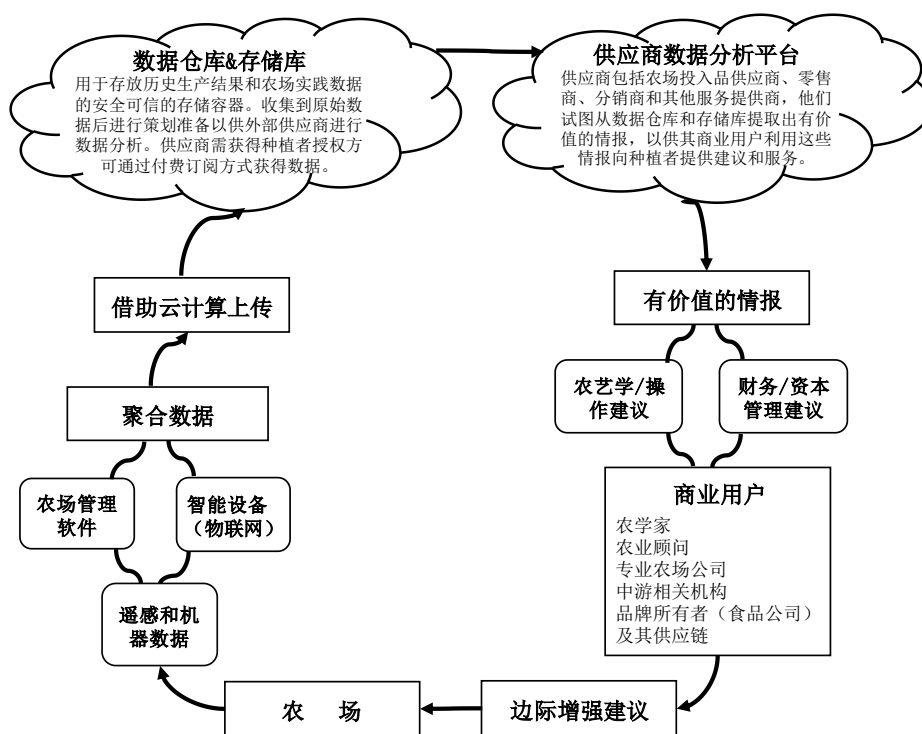 数据仓库&存储库
用于存放历史生产结果和农场实践数据
的安全可信的存储容器。收集到原始数
据后进行策划准备以供外部供应商进行
数据分析。供应商需获得种植者授权方
可通过付费订阅方式获得数据。
供应商数据分析平台
供应商包括农场投入品供应商、零售
商、分销商和其他服务提供商，他们
试图从数据仓库和存储库提取出有价
值的情报，以供其商业用户利用这些
情报向种植者提供建议和服务。
借助云计算上传
有价值的情报
农艺学/操
作建议
财务/资本
管理建议
聚合数据
农场管理
软件
智能设备
（物联网）
商业用户
农学家
农业顾问
专业农场公司
中游相关机构
品牌所有者（食品公司）
及其供应链
遥感和机
器数据
农 场
边际增强建议